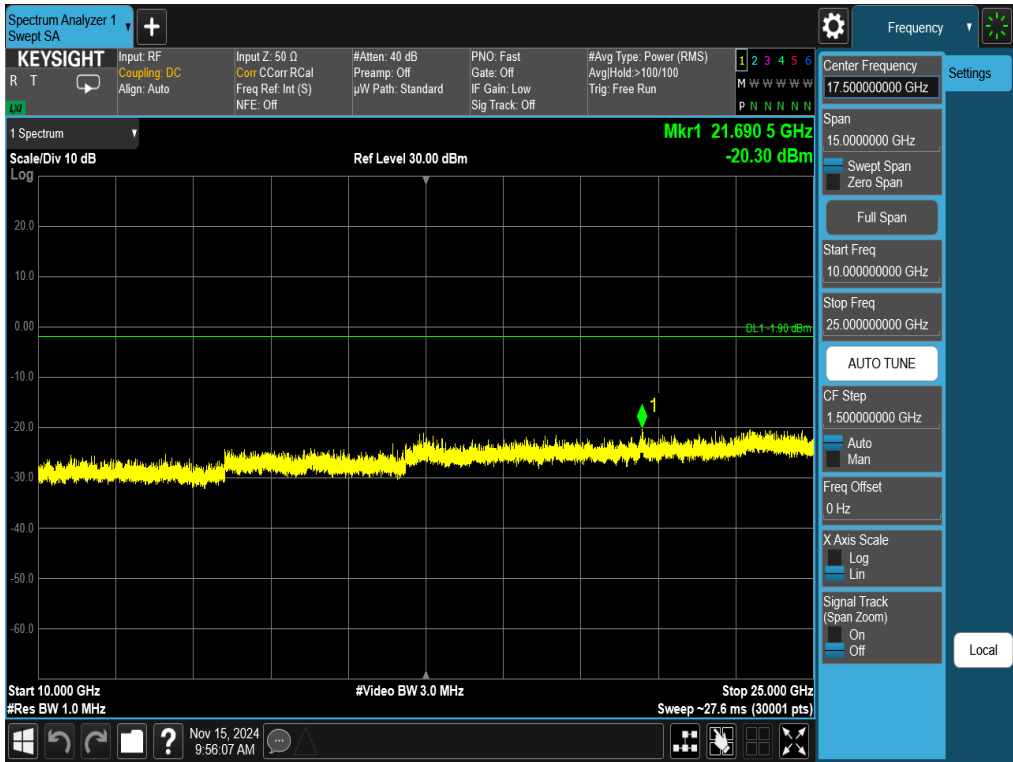 Spectrum Analyzer 1
Swept SA
Frequency
KEYSIGHT
R T
LXI
Input: RF
Coupling: DC
Align: Auto
Input Z: 50 Ω
Corr CCorr RCal
Freq Ref: Int (S)
NFE: Off
#Atten: 40 dB
Preamp: Off
µW Path: Standard
PNO: Fast
Gate: Off
IF Gain: Low
Sig Track: Off
#Avg Type: Power (RMS)
Avg|Hold:>100/100
Trig: Free Run
1 2 3 4 5 6
M W W W W W
P N N N N N
1 Spectrum
Scale/Div 10 dB
Log
Ref Level 30.00 dBm
Mkr1 21.690 5 GHz
-20.30 dBm
20.0
10.0
0.00
DL1 -1.90 dBm
-10.0
1
-20.0
-30.0
-40.0
-50.0
-60.0
Start 10.000 GHz
#Res BW 1.0 MHz
#Video BW 3.0 MHz
Stop 25.000 GHz
Sweep ~27.6 ms (30001 pts)
Center Frequency
17.500000000 GHz
Settings
Span
15.0000000 GHz
Swept Span
Zero Span
Full Span
Start Freq
10.000000000 GHz
Stop Freq
25.000000000 GHz
AUTO TUNE
CF Step
1.500000000 GHz
Auto
Man
Freq Offset
0 Hz
X Axis Scale
Log
Lin
Signal Track
(Span Zoom)
On
Off
Local
?
Nov 15, 2024
9:56:07 AM